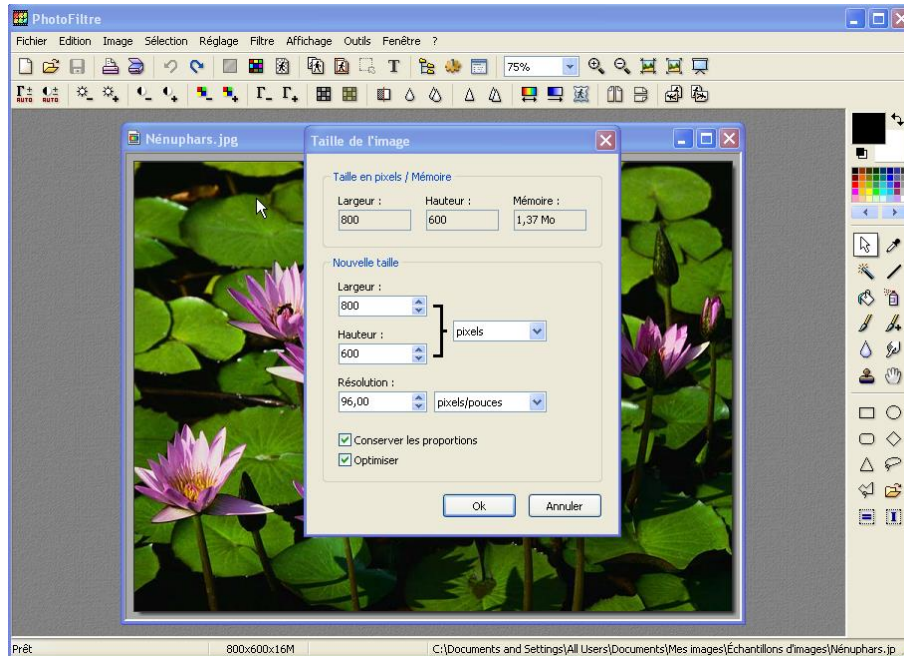 PhotoFiltre
Fichier Edition Image Sélection Réglage Filtre Affichage Outils Fenêtre ?
T 75%
AUTO AUTO
Nénuphars.jpg
Taille de l'image
Taille en pixels / Mémoire
Largeur : Hauteur : Mémoire :
800 600 1,37 Mo
Nouvelle taille
Largeur :
800
pixels
Hauteur :
600
Résolution :
96,00 pixels/pouces
Conserver les proportions
Optimiser
Ok Annuler
Prêt 800x600x16M C:\Documents and Settings\All Users\Documents\Mes images\Échantillons d'images\Nénuphars.jp